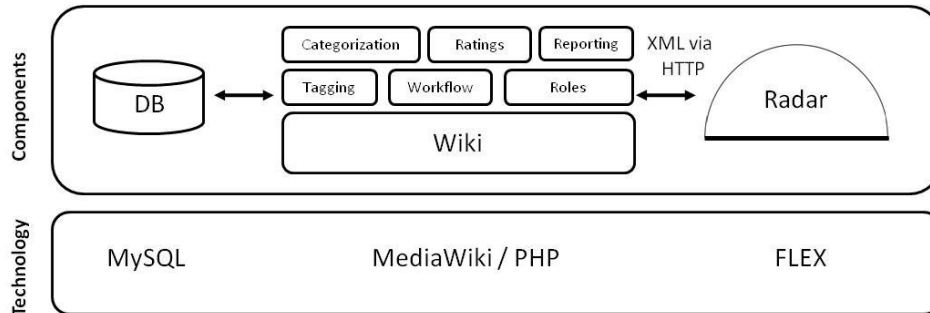 Components
DB
Categorization
Ratings
Reporting
Tagging
Workflow
Roles
Wiki
XML via
HTTP
Radar
Technology
MySQL
MediaWiki / PHP
FLEX